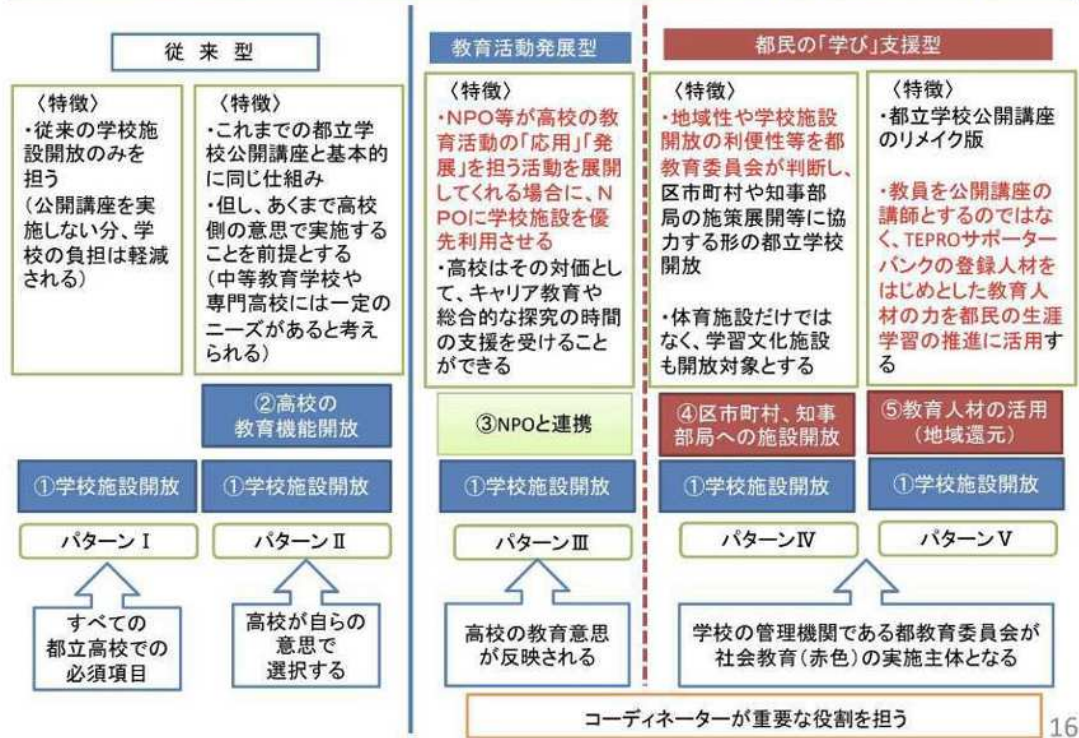 従来型
〈特徴〉
・従来の学校施
設開放のみを
担う
(公開講座を実
施しない分、学
校の負担は軽減
される)
〈特徴〉
・これまでの都立学
校公開講座と基本的
に同じ仕組み
・但し、あくまで高校
側の意思で実施する
ことを前提とする
(中等教育学校や
専門高校には一定の
ニーズがあると考え
られる)
②高校の
教育機能開放
①学校施設開放
①学校施設開放
パターンⅠ
パターンⅡ
すべての
都立高校での
必須項目
高校が自らの
意思で
選択する
教育活動発展型
〈特徴〉
・NPO等が高校の教
育活動の「応用」「発
展」を担う活動を展開
してくれる場合に、N
POに学校施設を優
先利用させる
・高校はその対価とし
て、キャリア教育や
総合的な探究の時間
の支援を受けること
ができる
③NPOと連携
①学校施設開放
パターンⅢ
高校の教育意思
が反映される
都民の「学び」支援型
〈特徴〉
・地域性や学校施設
開放の利便性等を都
教育委員会が判断し、
区市町村や知事部
局の施策展開等に協
力する形の都立学校
開放
・体育施設だけでは
なく、学習文化施設
も開放対象とする
〈特徴〉
・都立学校公開講座
のリメイク版
・教員を公開講座の
講師とするのではな
く、TEPROサポーター
バンクの登録人材を
はじめとした教育人
材の力を都民の生涯
学習の推進に活用す
る
④区市町村、知事
部局への施設開放
⑤教育人材の活用
(地域還元)
①学校施設開放
①学校施設開放
パターンⅣ
パターンⅤ
学校の管理機関である都教育委員会が
社会教育(赤色)の実施主体となる
コーディネーターが重要な役割を担う
16